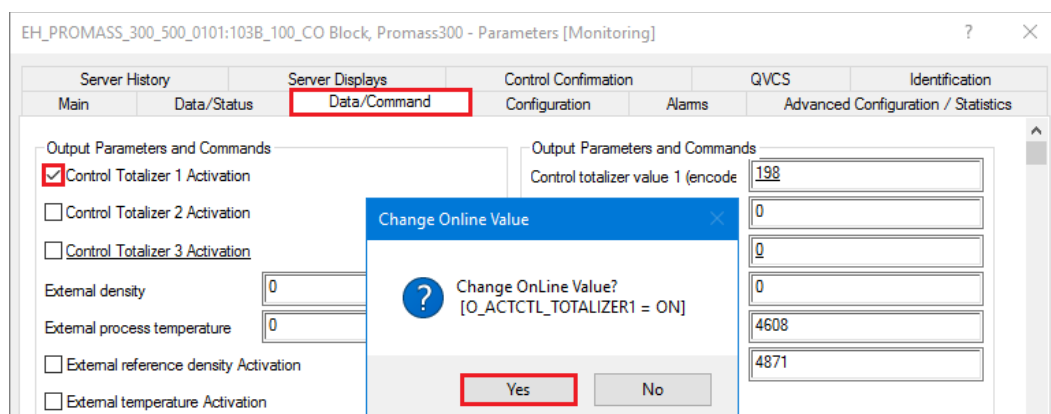 EH_PROMASS_300_500_0101:103B_100_CO Block, Promass300 - Parameters [Monitoring]
Server History Server Displays Control Confirmation QVCS Identification
Main Data/Status Data/Command Configuration Alarms Advanced Configuration / Statistics
Output Parameters and Commands Output Parameters and Commands
Control Totalizer 1 Activation Control totalizer value 1 (encode 198
Control Totalizer 2 Activation 0
Change Online Value
Control Totalizer 3 Activation 0
External density 0 0
Change OnLine Value?
[O_ACTCTL_TOTALIZER1 = ON]
External process temperature 0 4608
External reference density Activation 4871
Yes No
External temperature Activation